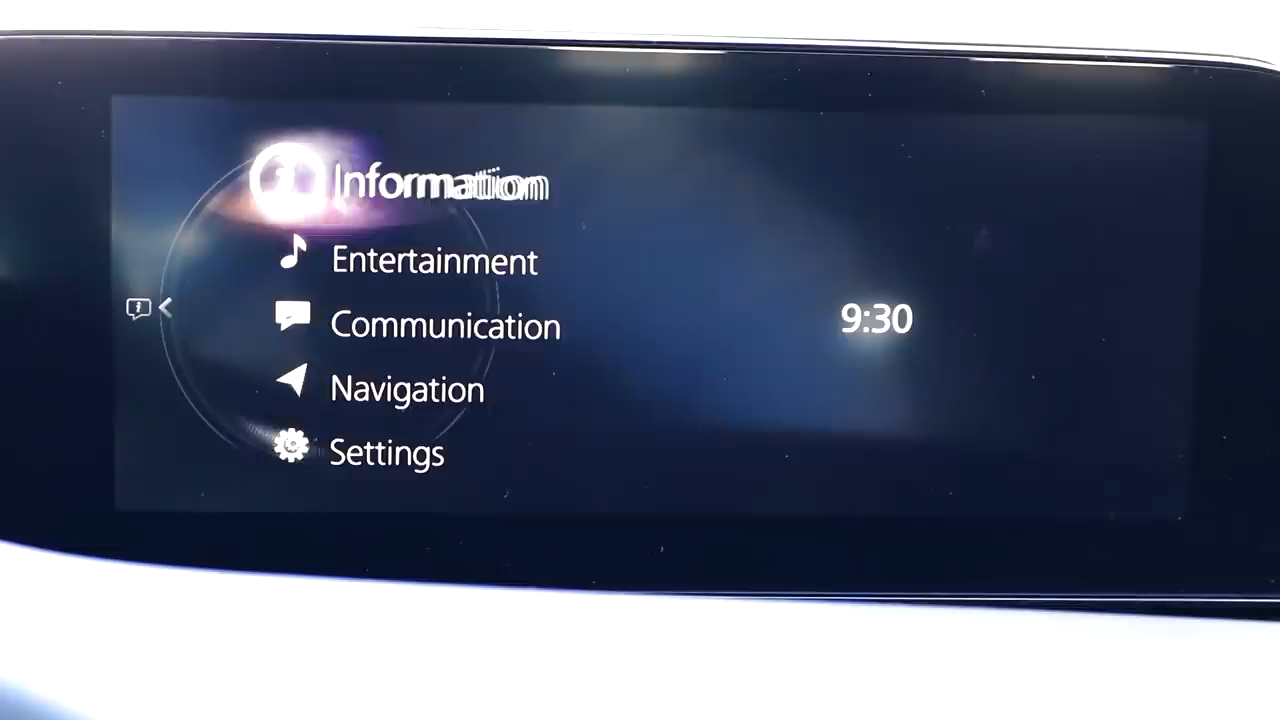 Information
Entertainment
Communication
Navigation
Settings
9:30